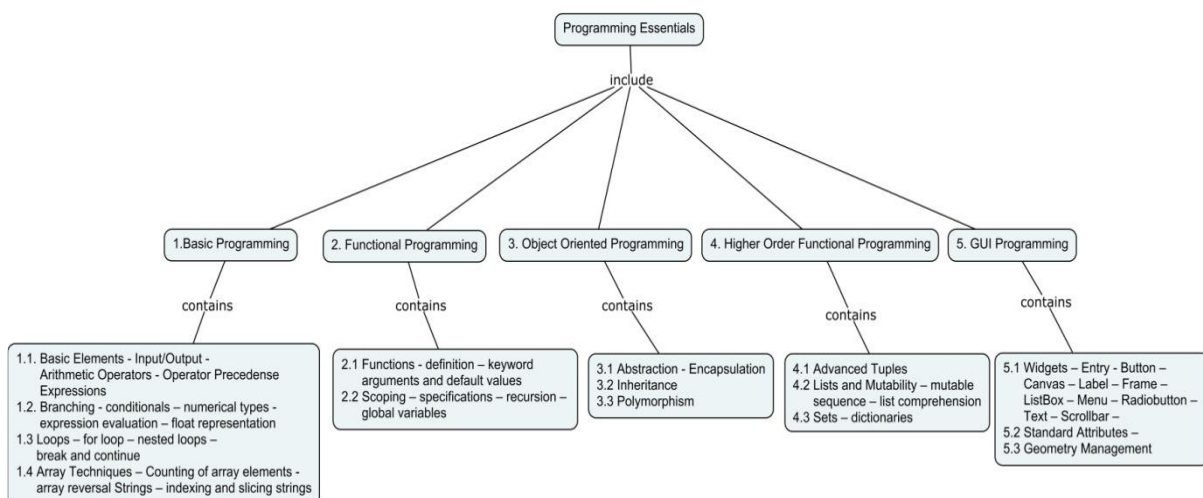 Programming Essentials
include
1.Basic Programming
2. Functional Programming
3. Object Oriented Programming
4. Higher Order Functional Programming
5. GUI Programming
contains
contains
contains
contains
contains
1.1. Basic Elements - Input/Output -
Arithmetic Operators - Operator Precedense
Expressions
1.2. Branching - conditionals – numerical types -
expression evaluation – float representation
1.3 Loops – for loop – nested loops –
break and continue
1.4 Array Techniques – Counting of array elements -
array reversal Strings – indexing and slicing strings
2.1 Functions - definition – keyword
arguments and default values
2.2 Scoping – specifications – recursion –
global variables
3.1 Abstraction - Encapsulation
3.2 Inheritance
3.3 Polymorphism
4.1 Advanced Tuples
4.2 Lists and Mutability – mutable
sequence – list comprehension
4.3 Sets – dictionaries
5.1 Widgets – Entry - Button –
Canvas – Label – Frame –
ListBox – Menu – Radiobutton –
Text – Scrollbar –
5.2 Standard Attributes –
5.3 Geometry Management